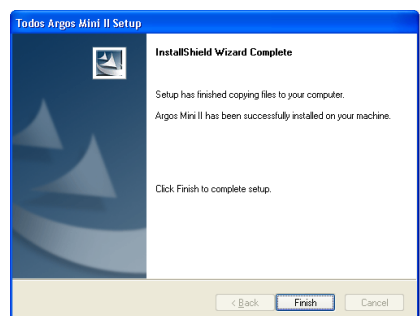 Todos Argos Mini II Setup
InstallShield Wizard Complete
Setup has finished copying files to your computer.
Argos Mini II has been successfully installed on your machine.
Click Finish to complete setup.
< Back Finish Cancel